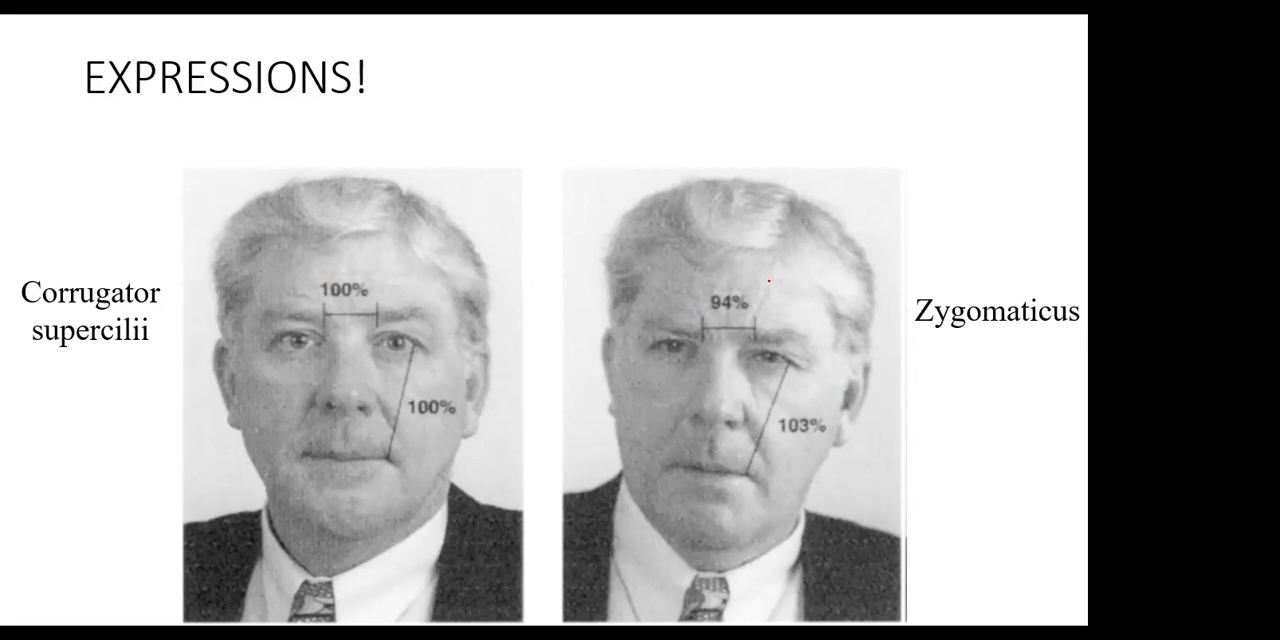 EXPRESSIONS!
Corrugator
supercilii
100%
100%
94%
103%
Zygomaticus